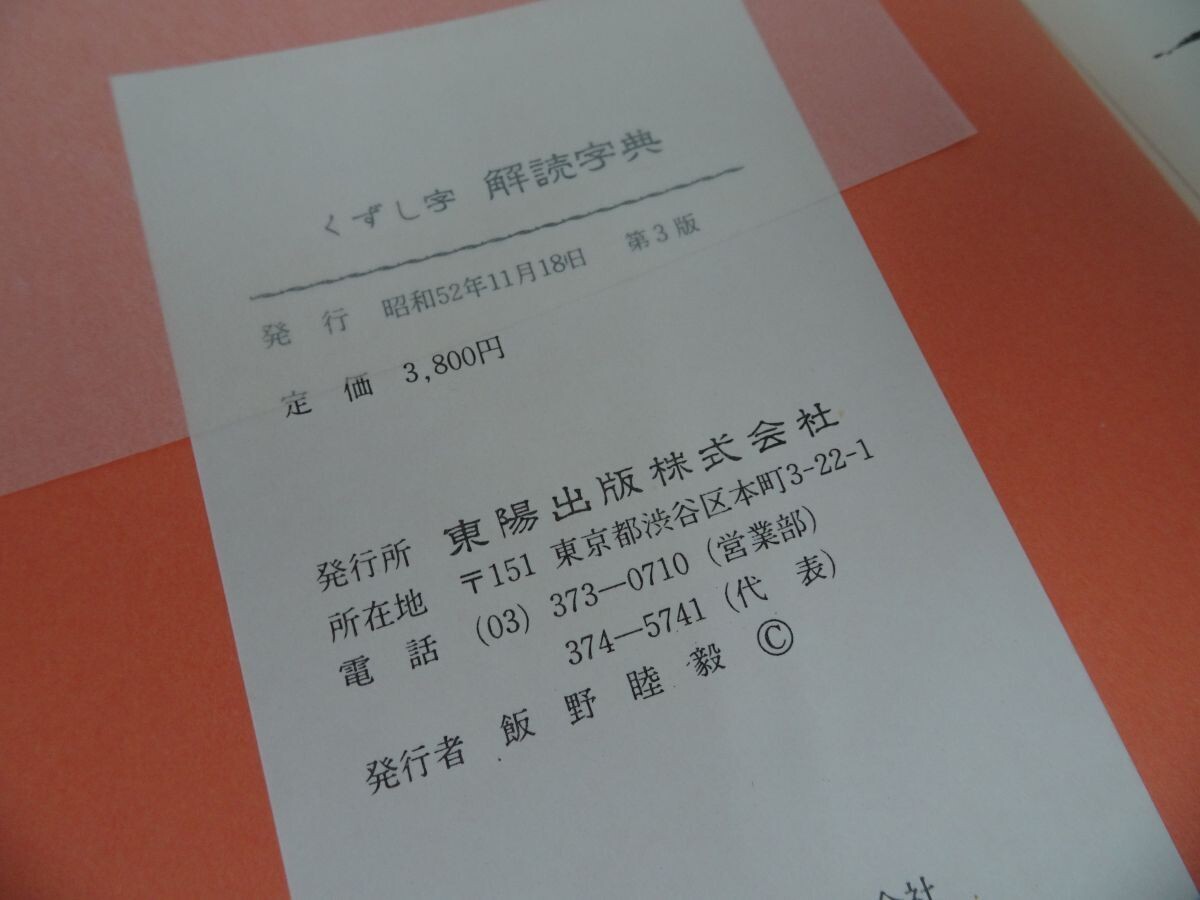 くずし字 解読字典
発 行 昭和52年11月18日 第3版
定 価 3,800円
発行所 東陽出版株式会社
所在地 〒151 東京都渋谷区本町3-22-1
電 話 (03) 373―0710 (営業部)
374―5741 (代 表)
発行者 飯 野 睦 毅 Ⓒ
会社